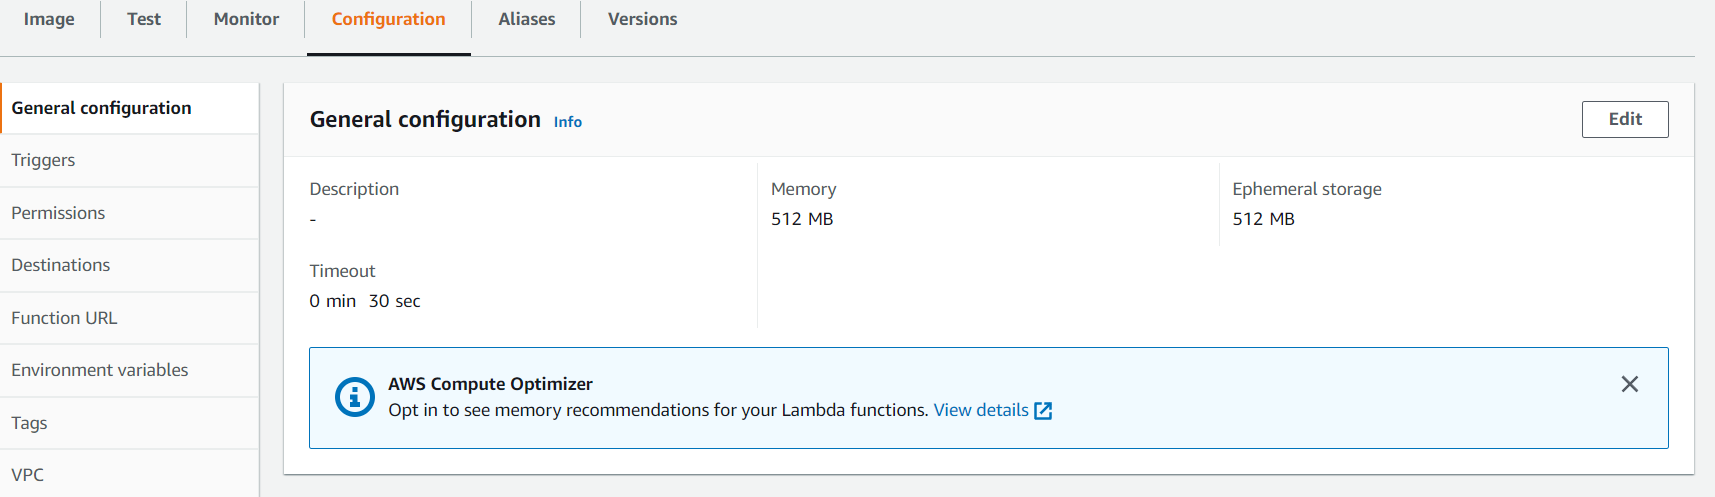 Image Test Monitor Configuration Aliases Versions
General configuration
Triggers
Permissions
Destinations
Function URL
Environment variables
Tags
VPC
General configuration Info
Edit
Description
-
Memory
512 MB
Ephemeral storage
512 MB
Timeout
0 min 30 sec
AWS Compute Optimizer
Opt in to see memory recommendations for your Lambda functions. View details